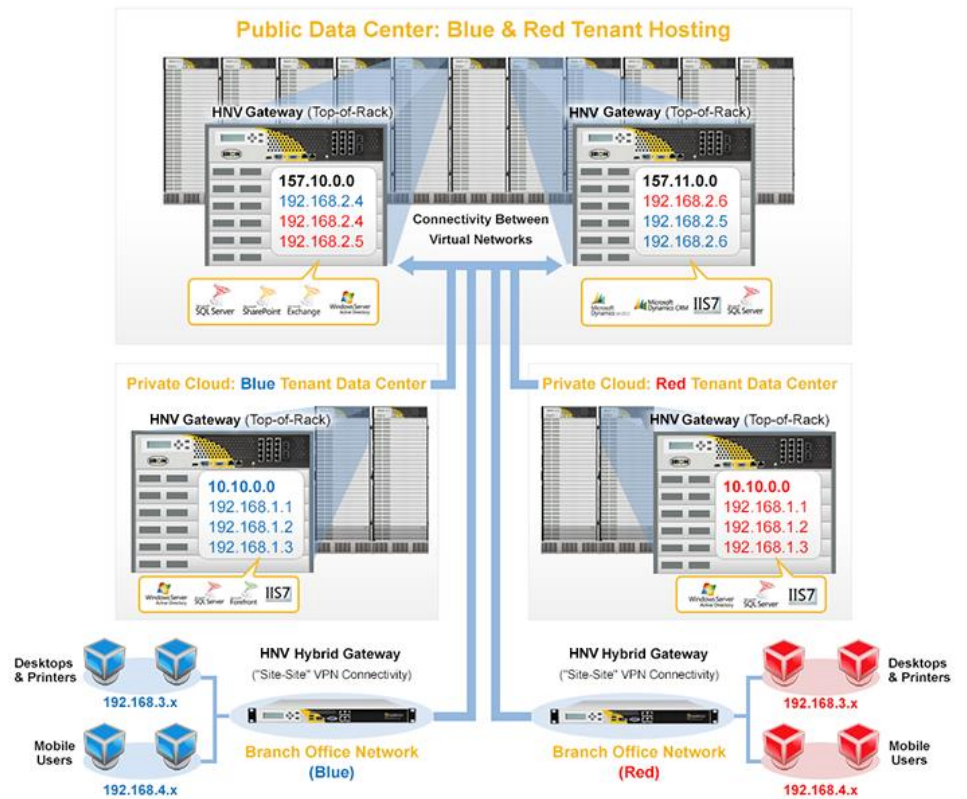 Public Data Center: Blue & Red Tenant Hosting
HNV Gateway (Top-of-Rack)
HNV Gateway (Top-of-Rack)
157.10.0.0
192.168.2.4
192.168.2.4
192.168.2.5
157.11.0.0
192.168.2.6
192.168.2.5
192.168.2.6
Connectivity Between
Virtual Networks
SQL Server
SharePoint
Exchange
Windows Server
Active Directory
Microsoft
Dynamics
Microsoft
Dynamics CRM
IIS7
SQL Server
Private Cloud: Blue Tenant Data Center
HNV Gateway (Top-of-Rack)
10.10.0.0
192.168.1.1
192.168.1.2
192.168.1.3
Windows Server
Active Directory
SQL Server
Forefront
IIS7
Private Cloud: Red Tenant Data Center
HNV Gateway (Top-of-Rack)
10.10.0.0
192.168.1.1
192.168.1.2
192.168.1.3
Windows Server
Active Directory
SQL Server
IIS7
Desktops
& Printers
192.168.3.x
Mobile
Users
192.168.4.x
HNV Hybrid Gateway
("Site-Site" VPN Connectivity)
Branch Office Network
(Blue)
HNV Hybrid Gateway
("Site-Site" VPN Connectivity)
Branch Office Network
(Red)
Desktops
& Printers
192.168.3.x
Mobile
Users
192.168.4.x